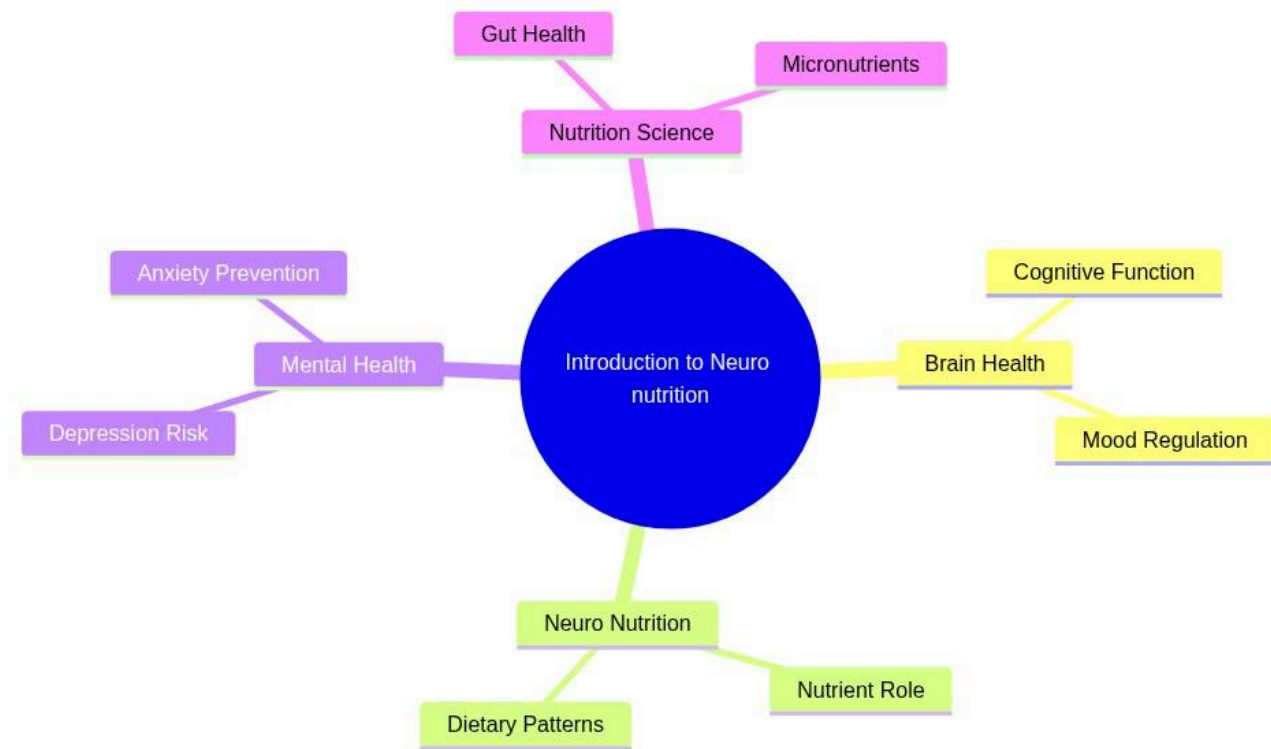 Gut Health
Micronutrients
Nutrition Science
Anxiety Prevention
Cognitive Function
Mental Health
Introduction to Neuro
nutrition
Brain Health
Depression Risk
Mood Regulation
Neuro Nutrition
Nutrient Role
Dietary Patterns